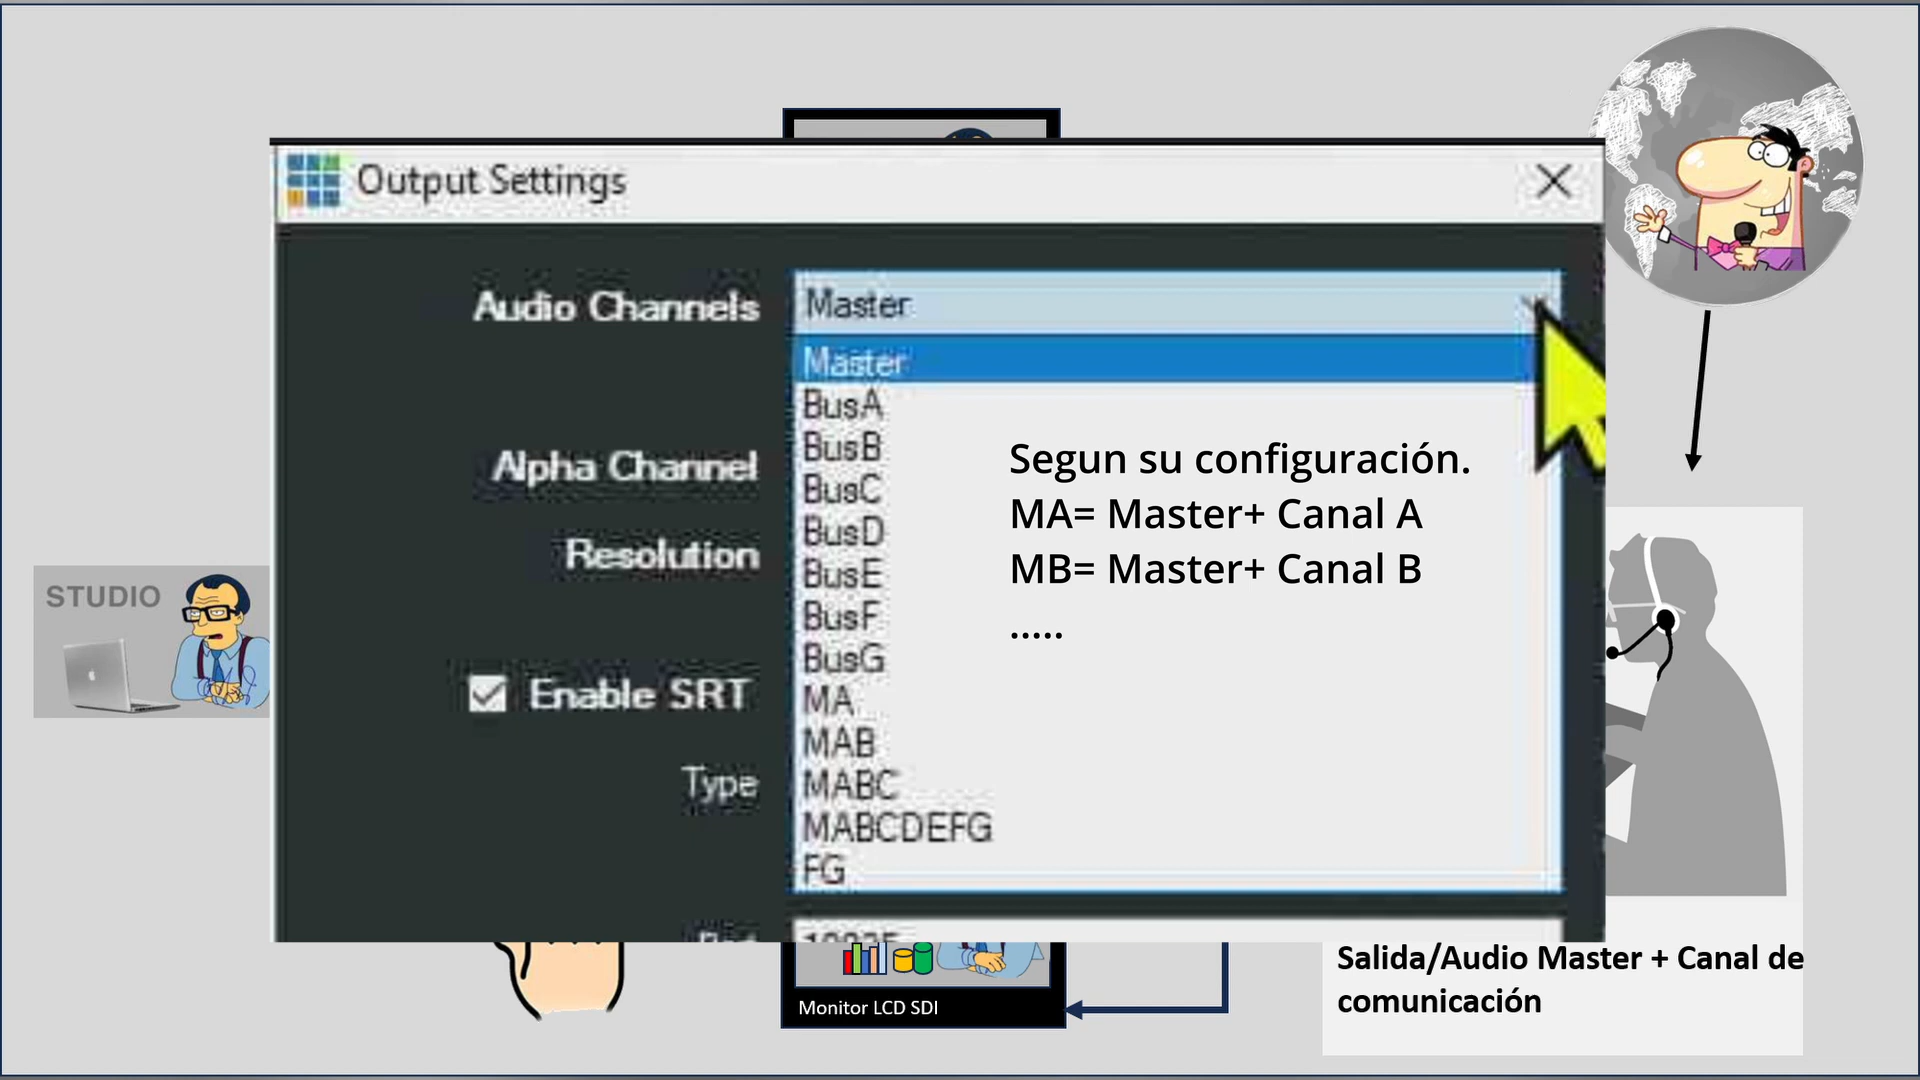 Output Settings
Audio Channels
Master
Master
BusA
BusB
BusC
BusD
BusE
BusF
BusG
MA
MAB
MABC
MABCDEFG
FG
Alpha Channel
Resolution
Enable SRT
Type
Segun su configuración.
MA= Master+ Canal A
MB= Master+ Canal B
.....
STUDIO
Monitor LCD SDI
Salida/Audio Master + Canal de
comunicación